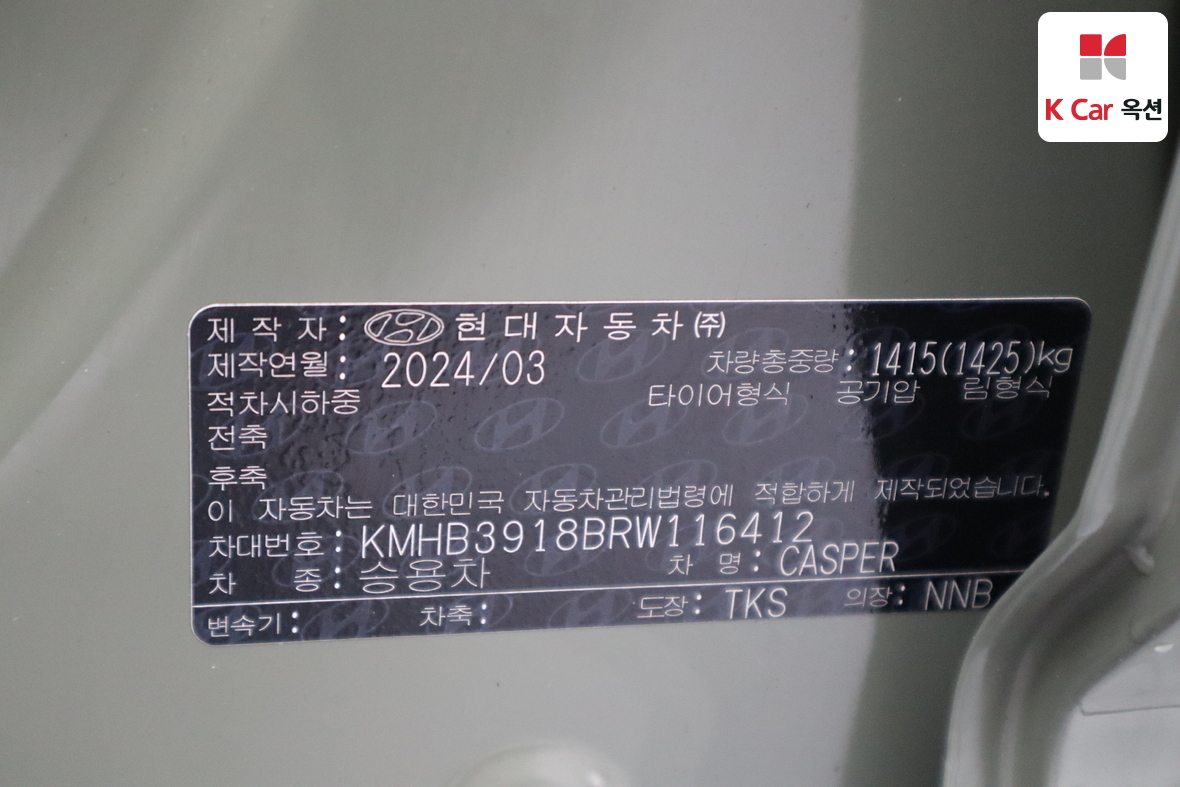 K Car 옥션
제 작 자 : 현 대 자 동 차 ㈜
제작연월 : 2024/03 차량총중량 : 1415(1425)kg
적차시하중 타이어형식 공기압 림형식
전축
후축
이 자동차는 대한민국 자동차관리법령에 적합하게 제작되었습니다.
차대번호 : KMHB3918BRW116412
차 종 : 승용차 차 명 : CASPER
변속기 : 차축 : 도장 : TKS 의장 : NNB